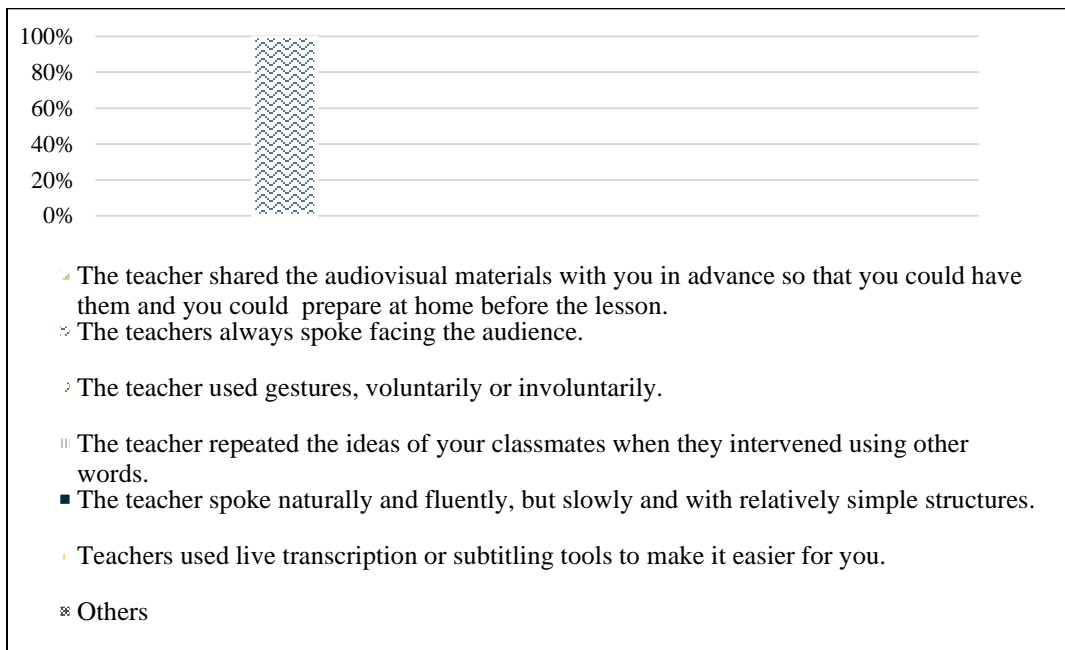 100%
80%
60%
40%
20%
0%
The teacher shared the audiovisual materials with you in advance so that you could have
them and you could prepare at home before the lesson.
The teachers always spoke facing the audience.
The teacher used gestures, voluntarily or involuntarily.
The teacher repeated the ideas of your classmates when they intervened using other
words.
The teacher spoke naturally and fluently, but slowly and with relatively simple structures.
Teachers used live transcription or subtitling tools to make it easier for you.
Others